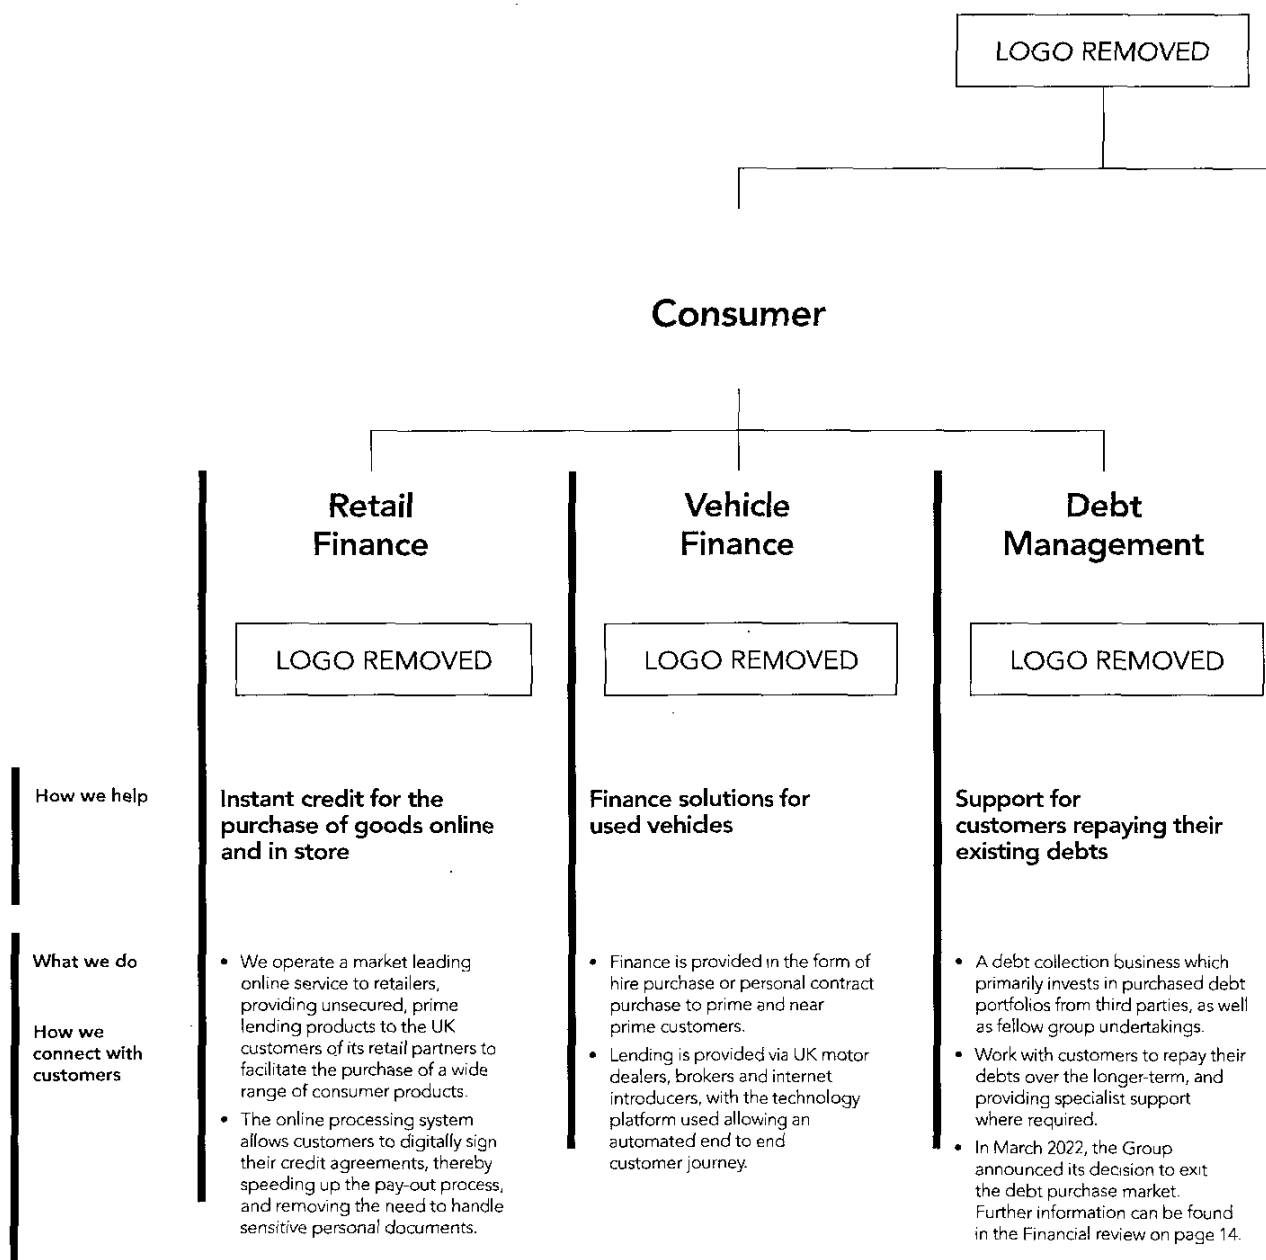 LOGO REMOVED
Consumer
Retail
Finance
LOGO REMOVED
Vehicle
Finance
LOGO REMOVED
Debt
Management
LOGO REMOVED
How we help
Instant credit for the
purchase of goods online
and in store
Finance solutions for
used vehicles
Support for
customers repaying their
existing debts
What we do
How we
connect with
customers
• We operate a market leading
online service to retailers,
providing unsecured, prime
lending products to the UK
customers of its retail partners to
facilitate the purchase of a wide
range of consumer products.
• The online processing system
allows customers to digitally sign
their credit agreements, thereby
speeding up the pay-out process,
and removing the need to handle
sensitive personal documents.
• Finance is provided in the form of
hire purchase or personal contract
purchase to prime and near
prime customers.
• Lending is provided via UK motor
dealers, brokers and internet
introducers, with the technology
platform used allowing an
automated end to end
customer journey.
• A debt collection business which
primarily invests in purchased debt
portfolios from third parties, as well
as fellow group undertakings.
• Work with customers to repay their
debts over the longer-term, and
providing specialist support
where required.
• In March 2022, the Group
announced its decision to exit
the debt purchase market.
Further information can be found
in the Financial review on page 14.